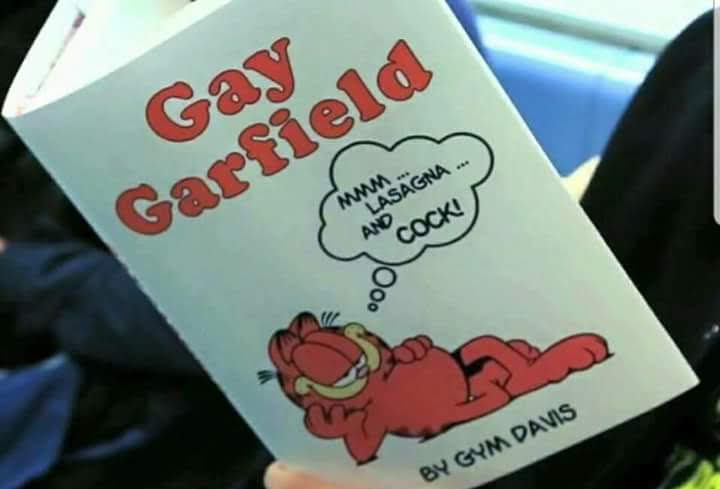 Gay
Garfield
MMM ...
LASAGNA ...
AND
COCK!
BY GYM DAVIS